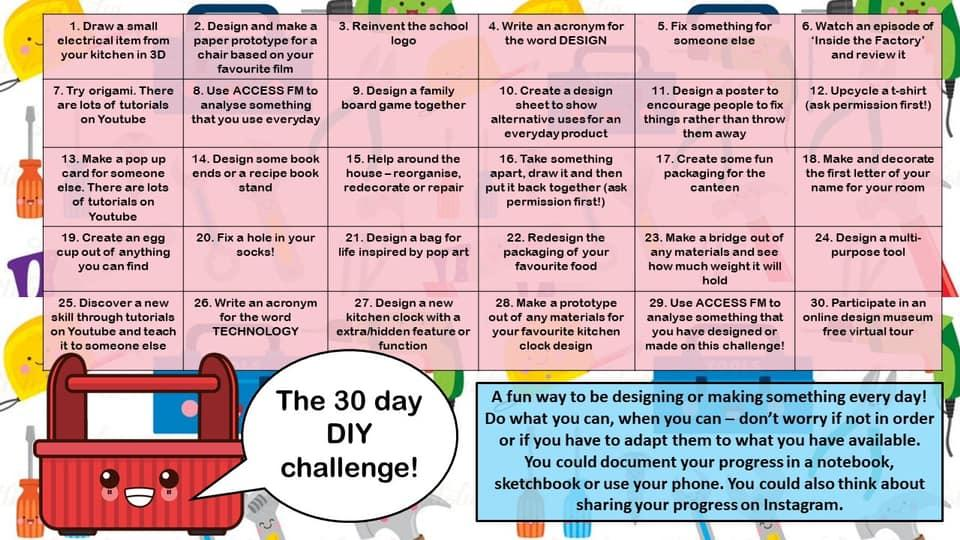 1. Draw a small
electrical item from
your kitchen in 3D
2. Design and make a
paper prototype for a
chair based on your
favourite film
3. Reinvent the school
logo
4. Write an acronym for
the word DESIGN
5. Fix something for
someone else
6. Watch an episode of
‘Inside the Factory’
and review it
7. Try origami. There
are lots of tutorials
on Youtube
8. Use ACCESS FM to
analyse something
that you use everyday
9. Design a family
board game together
10. Create a design
sheet to show
alternative uses for an
everyday product
11. Design a poster to
encourage people to fix
things rather than throw
them away
12. Upcycle a t-shirt
(ask permission first!)
13. Make a pop up
card for someone
else. There are lots
of tutorials on
Youtube
14. Design some book
ends or a recipe book
stand
15. Help around the
house – reorganise,
redecorate or repair
16. Take something
apart, draw it and then
put it back together (ask
permission first!)
17. Create some fun
packaging for the
canteen
18. Make and decorate
the first letter of your
name for your room
19. Create an egg
cup out of anything
you can find
20. Fix a hole in your
socks!
21. Design a bag for
life inspired by pop art
22. Redesign the
packaging of your
favourite food
23. Make a bridge out of
any materials and see
how much weight it will
hold
24. Design a multi-
purpose tool
25. Discover a new
skill through tutorials
on Youtube and teach
it to someone else
26. Write an acronym
for the word
TECHNOLOGY
27. Design a new
kitchen clock with a
extra/hidden feature or
function
28. Make a prototype
out of any materials for
your favourite kitchen
clock design
29. Use ACCESS FM to
analyse something that
you have designed or
made on this challenge!
30. Participate in an
online design museum
free virtual tour
The 30 day
DIY
challenge!
A fun way to be designing or making something every day!
Do what you can, when you can – don’t worry if not in order
or if you have to adapt them to what you have available.
You could document your progress in a notebook,
sketchbook or use your phone. You could also think about
sharing your progress on Instagram.